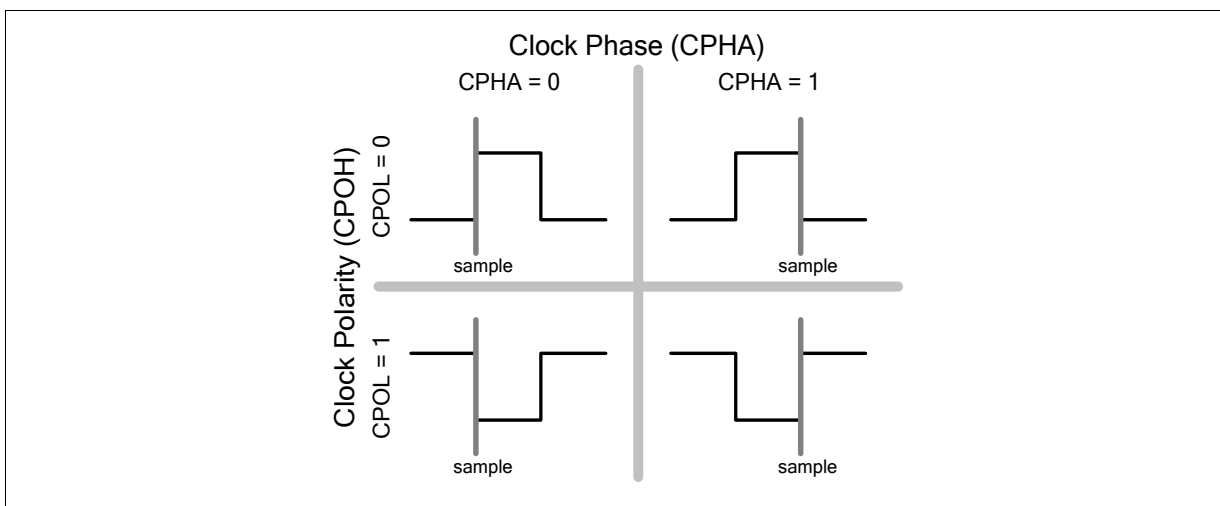 Clock Phase (CPHA)
CPHA = 0
CPHA = 1
Clock Polarity (CPOH)
CPOL = 0
sample
sample
CPOL = 1
sample
sample